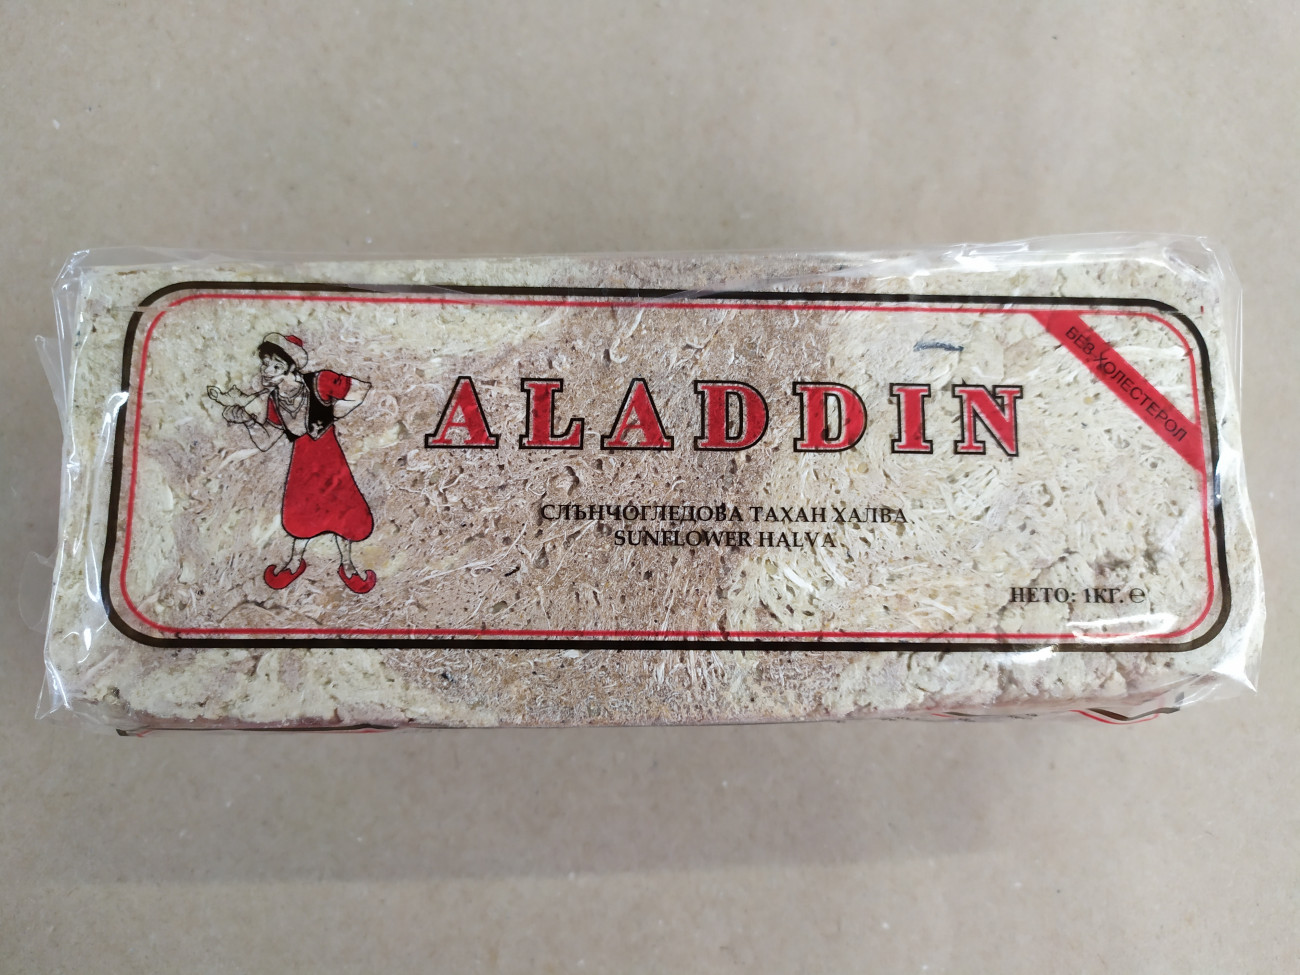 ALADDIN
БЕЗ ХОЛЕСТЕРОЛ
СЛЪНЧОГЛЕДОВА ТАХАН ХАЛВА
SUNFLOWER HALVA
НЕТО: 1КГ. ℮